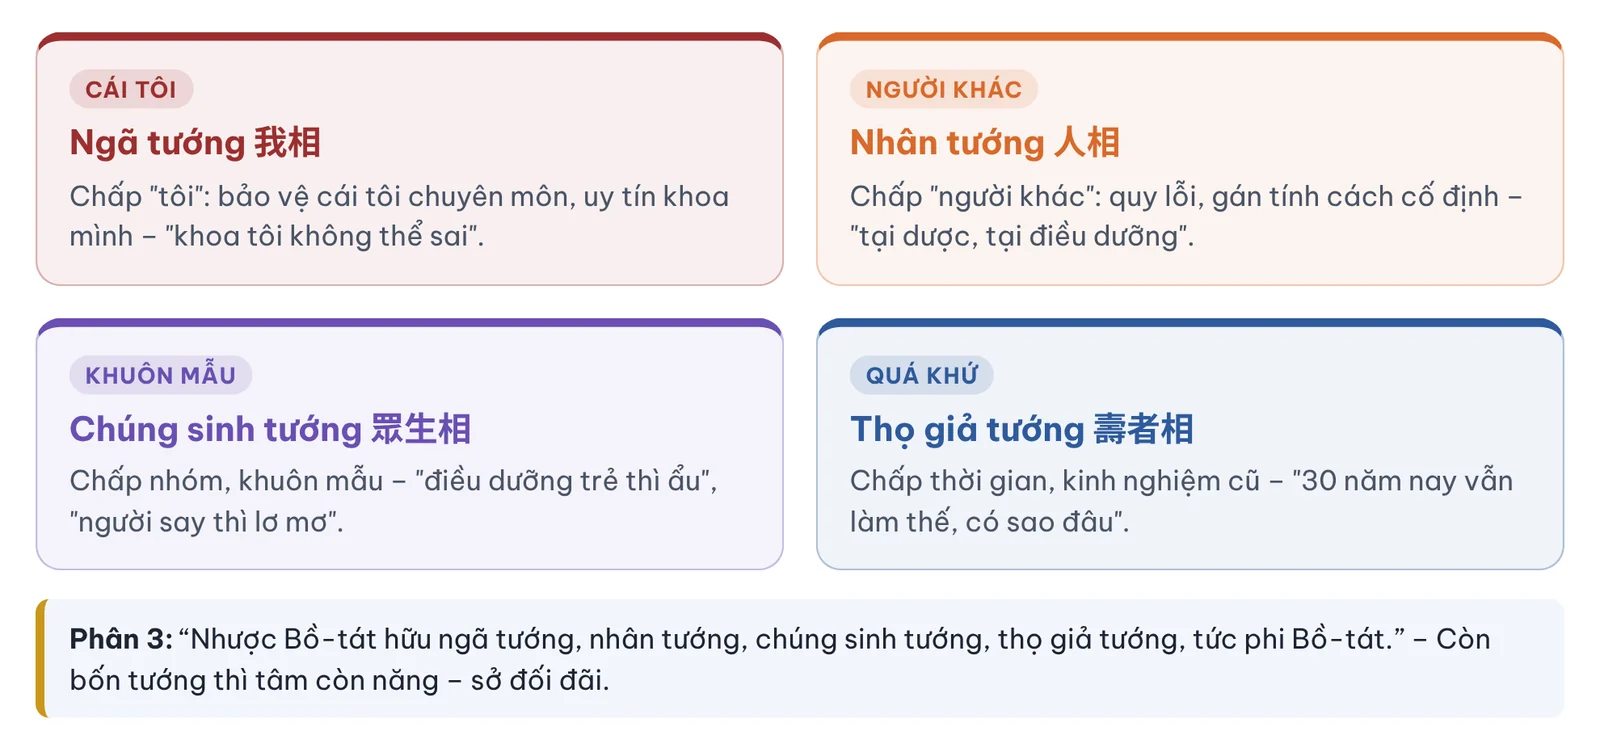 CÁI TÔI
Ngã tướng 我相
Chấp "tôi": bảo vệ cái tôi chuyên môn, uy tín khoa
mình – "khoa tôi không thể sai".
NGƯỜI KHÁC
Nhân tướng 人相
Chấp "người khác": quy lỗi, gán tính cách cố định –
"tại dược, tại điều dưỡng".
KHUÔN MẪU
Chúng sinh tướng 眾生相
Chấp nhóm, khuôn mẫu – "điều dưỡng trẻ thì ẩu",
"người say thì lơ mơ".
QUÁ KHỨ
Thọ giả tướng 壽者相
Chấp thời gian, kinh nghiệm cũ – "30 năm nay vẫn
làm thế, có sao đâu".
Phân 3: “Nhược Bồ-tát hữu ngã tướng, nhân tướng, chúng sinh tướng, thọ giả tướng, tức phi Bồ-tát.” – Còn
bốn tướng thì tâm còn năng – sở đối đãi.